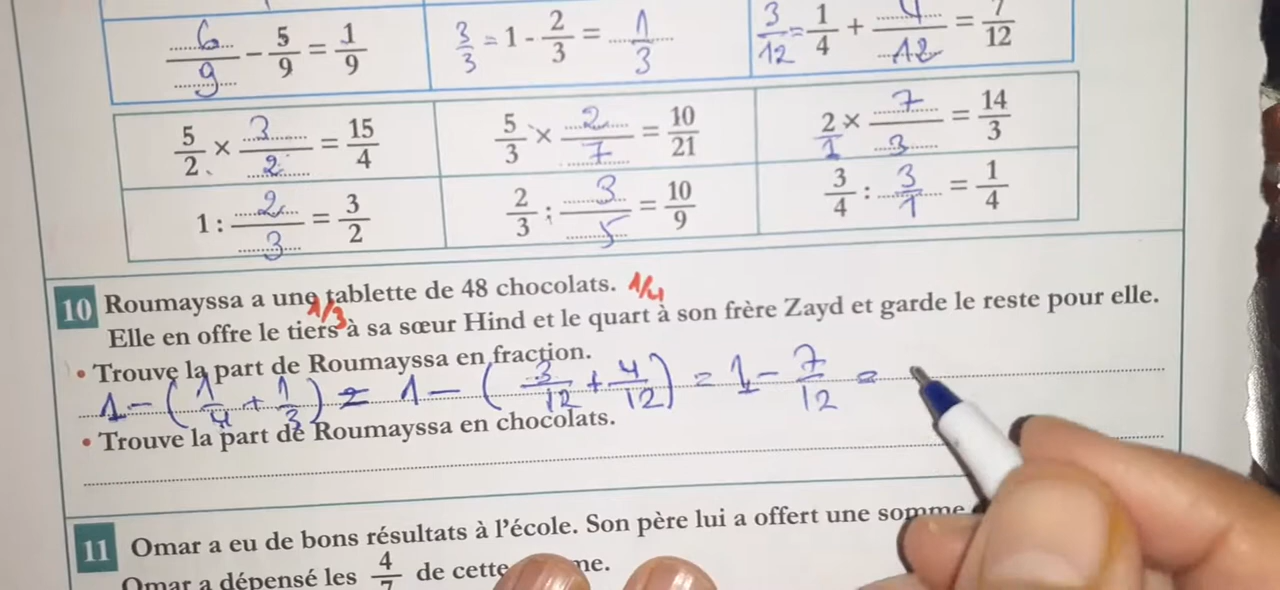 6/9 - 5/9 = 1/9
3/3 = 1 - 2/3 = 1/3
3/12 = 1/4 + 4/12 = 7/12
5/2 × 3/2 = 15/4
5/3 × 2/7 = 10/21
2/1 × 7/3 = 14/3
1 : 2/3 = 3/2
2/3 : 3/5 = 10/9
3/4 : 3/1 = 1/4
10 Roumayssa a une tablette de 48 chocolats. 1/4
1/3
Elle en offre le tiers à sa sœur Hind et le quart à son frère Zayd et garde le reste pour elle.
• Trouve la part de Roumayssa en fraction.
1 - (1/4 + 1/3) = 1 - (3/12 + 4/12) = 1 - 7/12 =
• Trouve la part de Roumayssa en chocolats.
11 Omar a eu de bons résultats à l'école. Son père lui a offert une somme
Omar a dépensé les 4/7 de cette